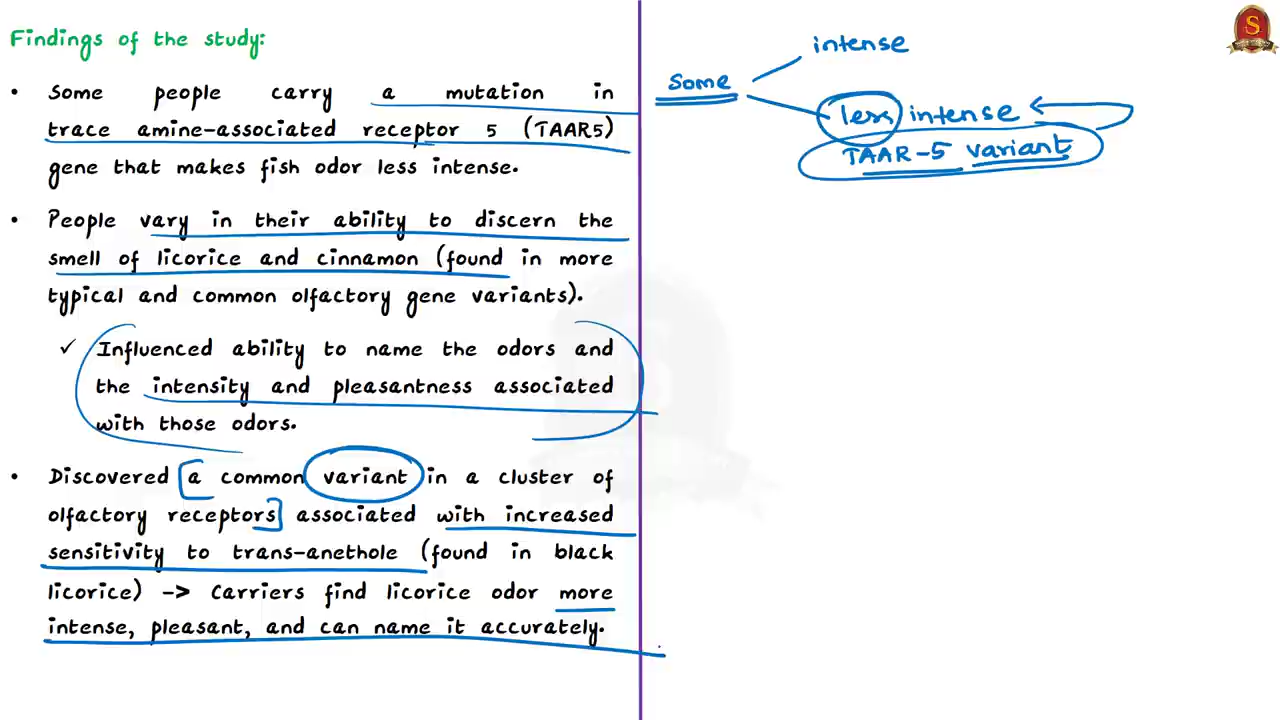 Findings of the study:
• Some people carry a mutation in
trace amine-associated receptor 5 (TAAR5)
gene that makes fish odor less intense.
• People vary in their ability to discern the
smell of licorice and cinnamon (found in more
typical and common olfactory gene variants).
✓ Influenced ability to name the odors and
the intensity and pleasantness associated
with those odors.
• Discovered [a common variant in a cluster of
olfactory receptors] associated with increased
sensitivity to trans-anethole (found in black
licorice) -> Carriers find licorice odor more
intense, pleasant, and can name it accurately.
intense
Some
less intense
TAAR-5 variant
S